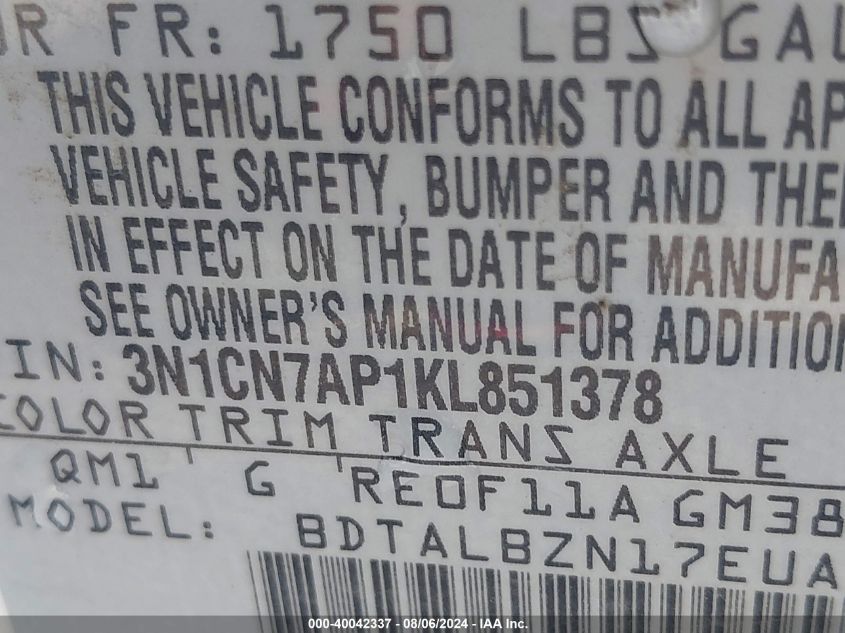 FR: 1750 LBS GAU
THIS VEHICLE CONFORMS TO ALL AP
VEHICLE SAFETY, BUMPER AND THE
IN EFFECT ON THE DATE OF MANUFA
SEE OWNER'S MANUAL FOR ADDITION
IN: 3N1CN7AP1KL851378
COLOR TRIM TRANS AXLE
QM1 G RE0F11A GM38
MODEL: BDTALBZN17EUA
000-40042337 - 08/06/2024 - IAA Inc.